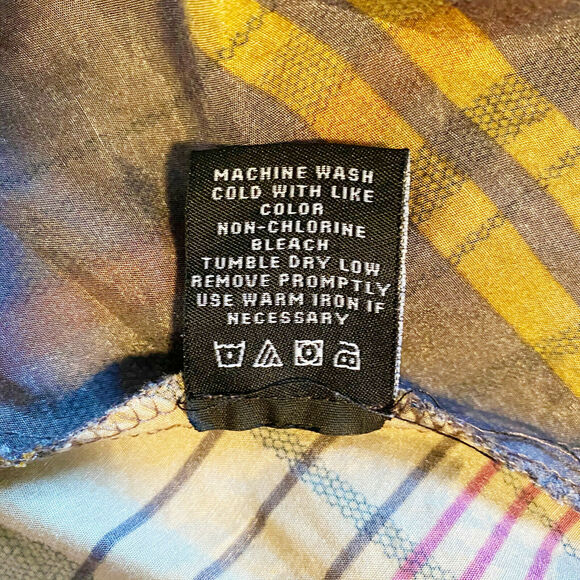 MACHINE WASH
COLD WITH LIKE
COLOR
NON-CHLORINE
BLEACH
TUMBLE DRY LOW
REMOVE PROMPTLY
USE WARM IRON IF
NECESSARY